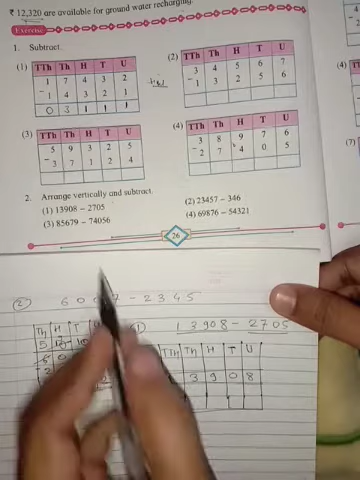 ₹ 12,320 are available for ground water recharging.
Exercise
1. Subtract.
(1) TTh Th H T U
1 7 4 3 2
- 1 4 3 2 1
0 3 1 1 1
(2) TTh Th H T U
3 4 5 6 7
- 1 3 2 5 6
(3) TTh Th H T U
5 9 3 2 5
- 3 7 1 2 4
(4) TTh Th H T U
3 8 9 7 6
- 2 7 4 0 5
2. Arrange vertically and subtract.
(1) 13908 - 2705 (2) 23457 - 346
(3) 85679 - 74056 (4) 69876 - 54321
26
(4)
(7)
② 2345
① 13908 - 2705
Th H T
TTh Th H T U
3 9 0 8